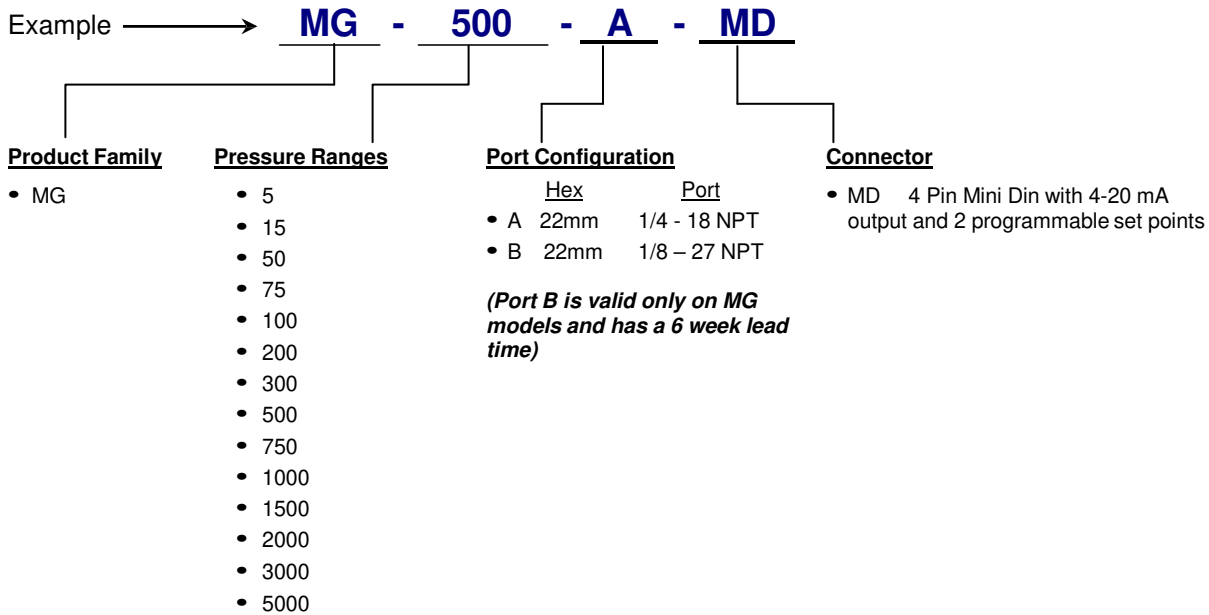 Example MG - 500 - A - MD
Product Family
• MG
Pressure Ranges
• 5
• 15
• 50
• 75
• 100
• 200
• 300
• 500
• 750
• 1000
• 1500
• 2000
• 3000
• 5000
Port Configuration
Hex Port
• A 22mm 1/4 - 18 NPT
• B 22mm 1/8 – 27 NPT
(Port B is valid only on MG
models and has a 6 week lead
time)
Connector
• MD 4 Pin Mini Din with 4-20 mA
output and 2 programmable set points